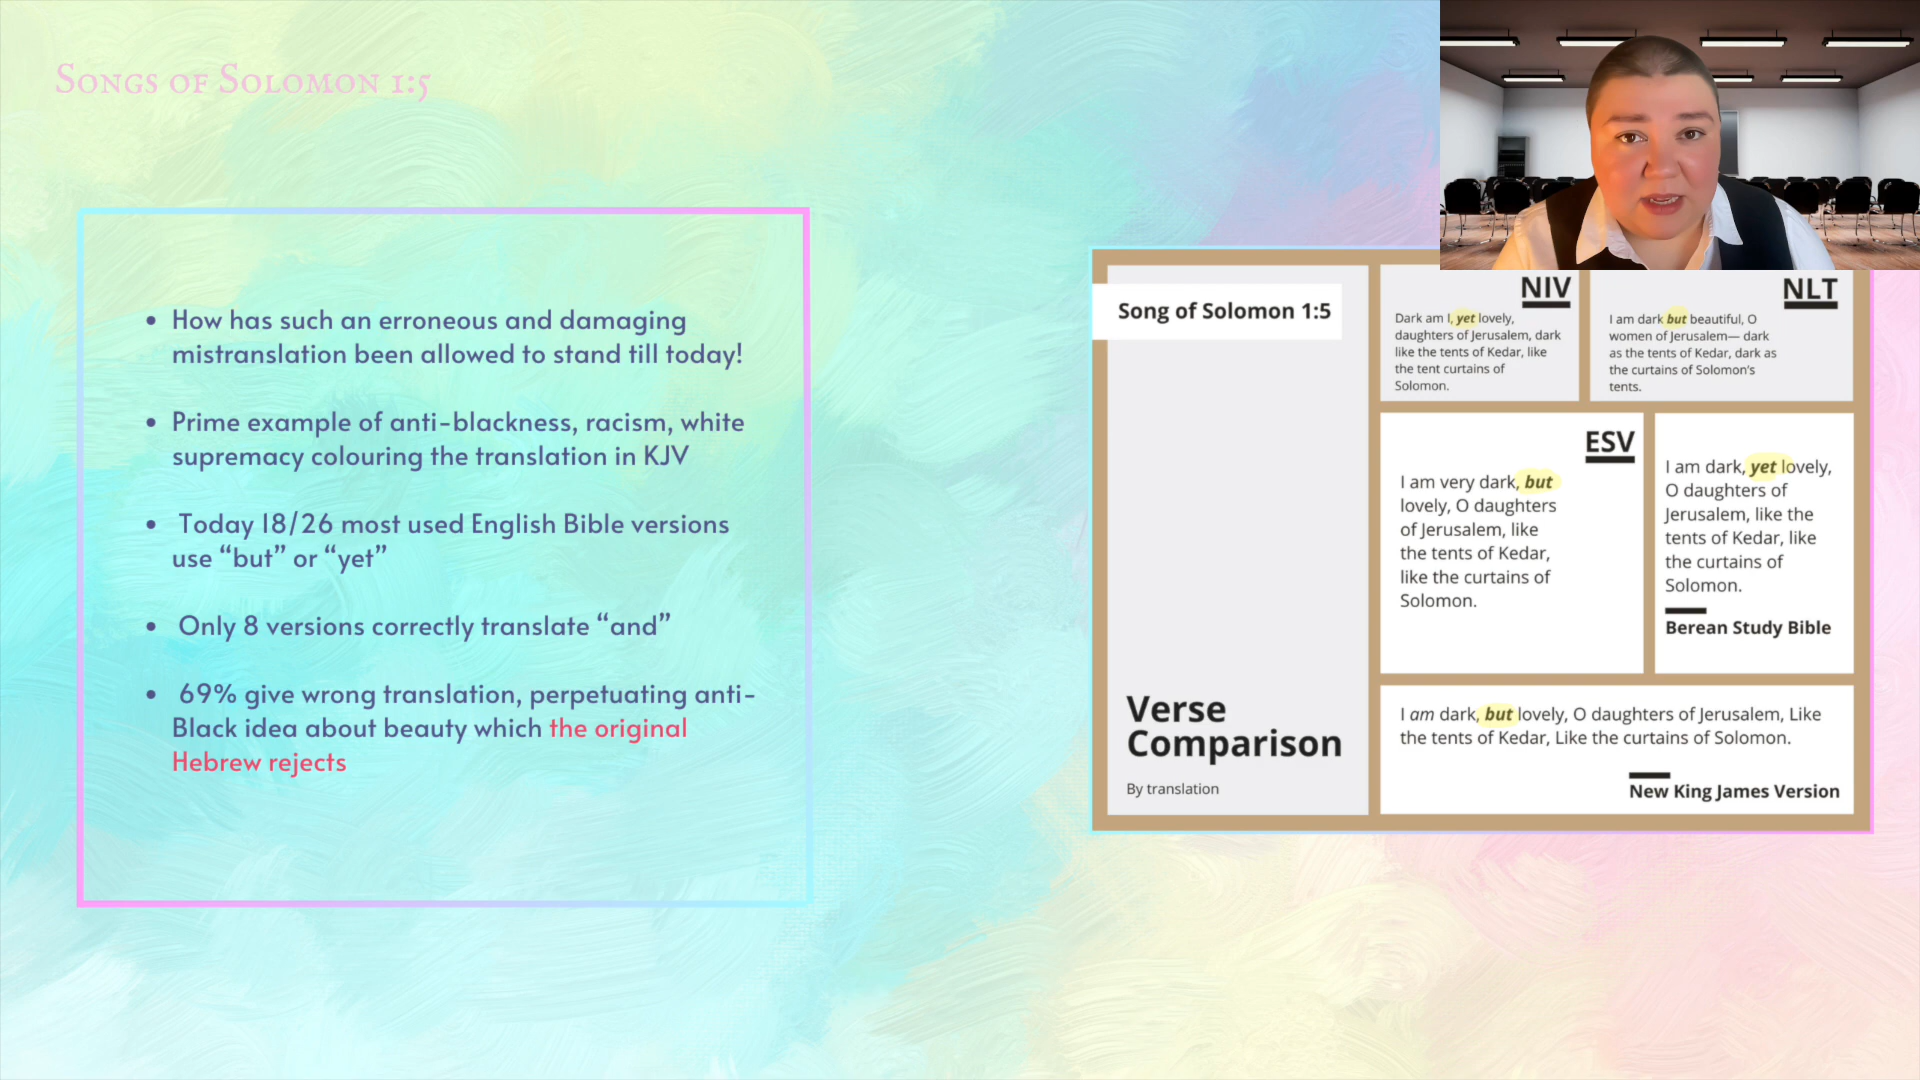 Songs of Solomon 1:5
• How has such an erroneous and damaging
mistranslation been allowed to stand till today!
• Prime example of anti-blackness, racism, white
supremacy colouring the translation in KJV
• Today 18/26 most used English Bible versions
use “but” or “yet”
• Only 8 versions correctly translate “and”
• 69% give wrong translation, perpetuating anti-
Black idea about beauty which the original
Hebrew rejects
Song of Solomon 1:5
Verse
Comparison
By translation
NIV
Dark am I, yet lovely,
daughters of Jerusalem, dark
like the tents of Kedar, like
the tent curtains of
Solomon.
NLT
I am dark but beautiful, O
women of Jerusalem— dark
as the tents of Kedar, dark as
the curtains of Solomon's
tents.
ESV
I am very dark, but
lovely, O daughters
of Jerusalem, like
the tents of Kedar,
like the curtains of
Solomon.
I am dark, yet lovely,
O daughters of
Jerusalem, like the
tents of Kedar, like
the curtains of
Solomon.
Berean Study Bible
I am dark, but lovely, O daughters of Jerusalem, Like
the tents of Kedar, Like the curtains of Solomon.
New King James Version